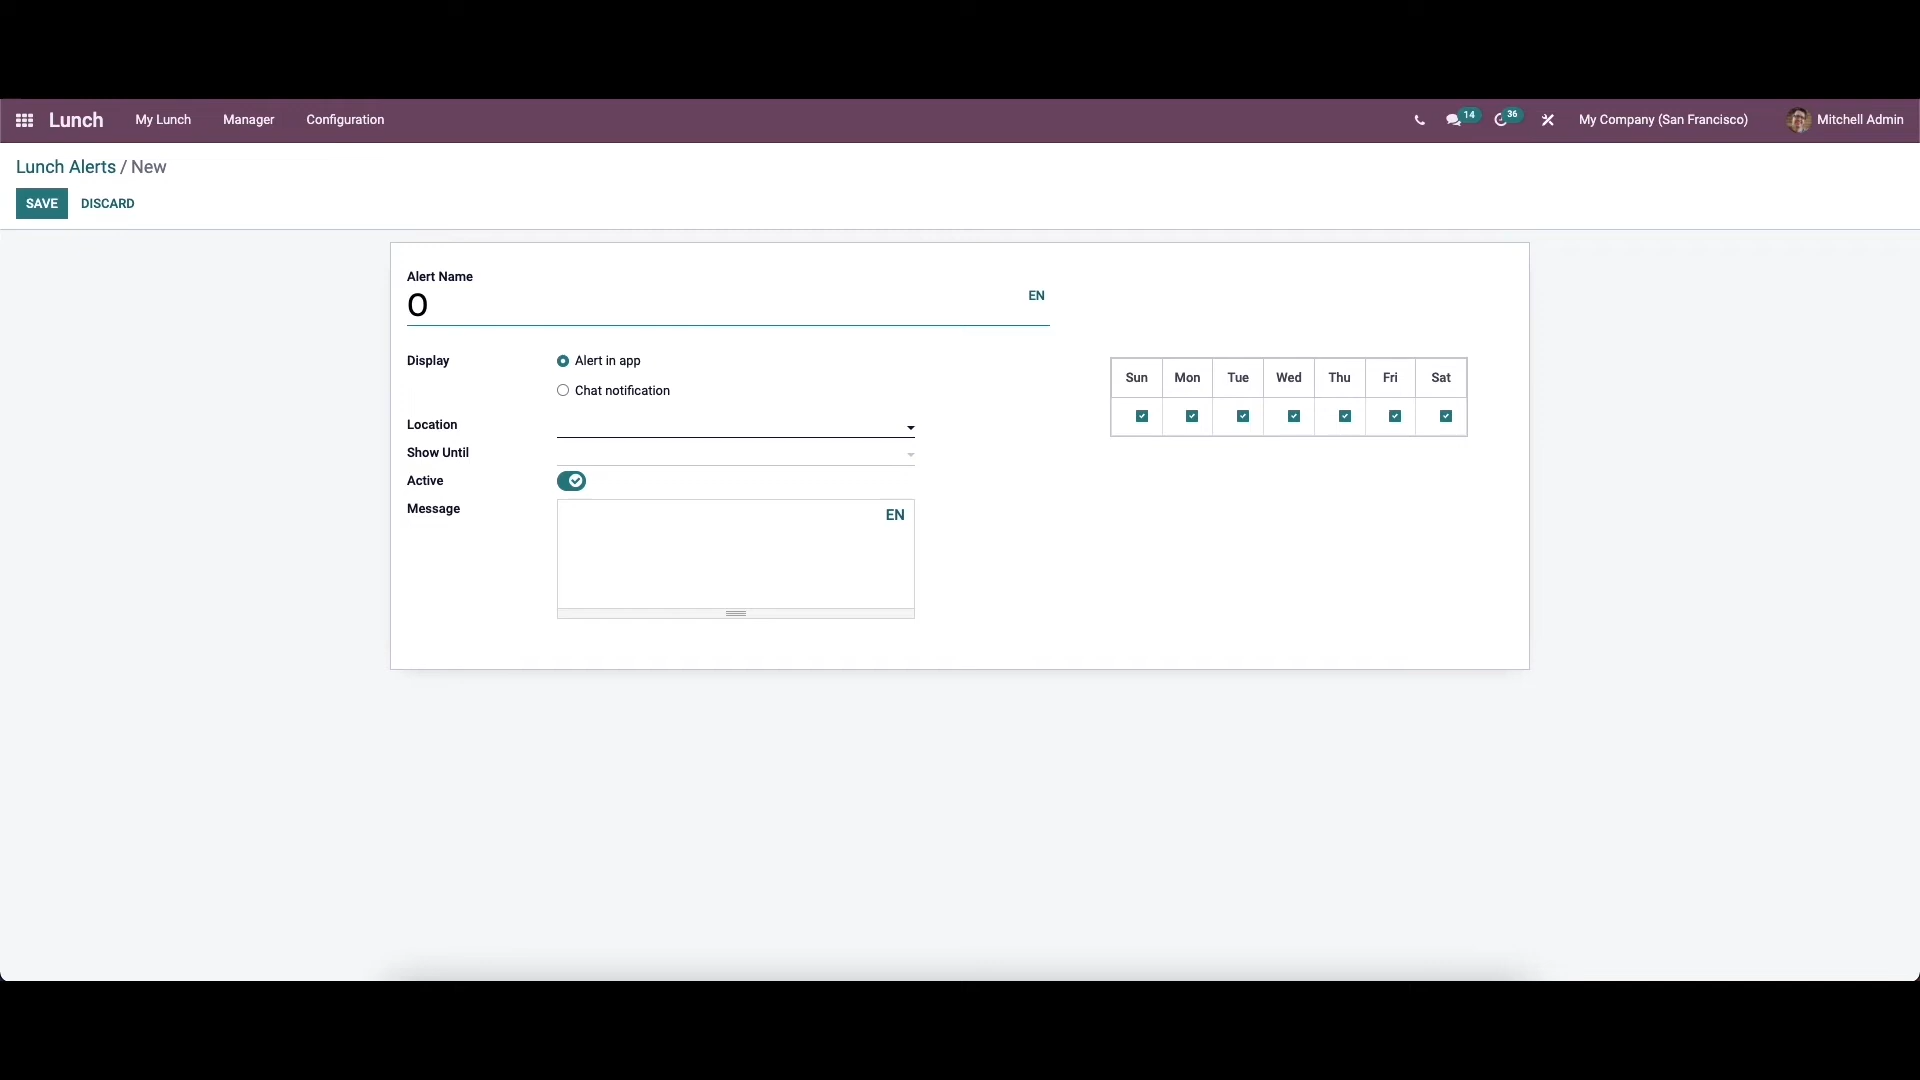 Lunch My Lunch Manager Configuration 14 36 My Company (San Francisco) Mitchell Admin
Lunch Alerts / New
SAVE DISCARD
Alert Name
O EN
Display Alert in app
Chat notification
Sun Mon Tue Wed Thu Fri Sat
Location
Show Until
Active
Message EN